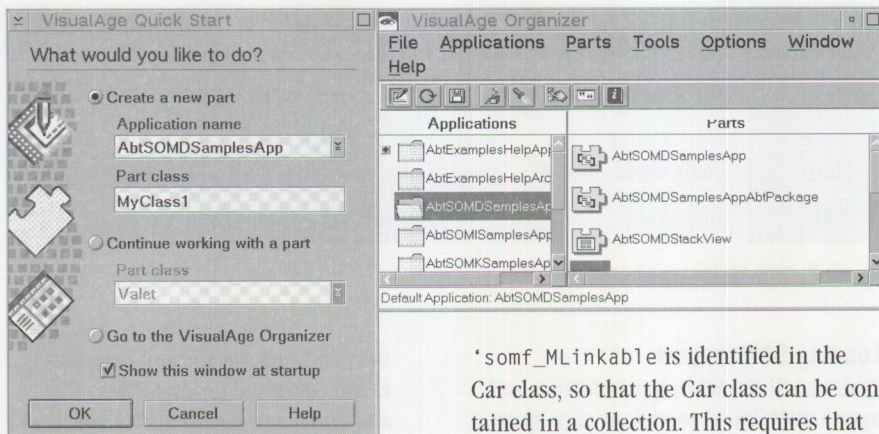 VisualAge Quick Start
What would you like to do?
Create a new part
Application name
AbtSOMDSamplesApp
Part class
MyClass1
Continue working with a part
Part class
Valet
Go to the VisualAge Organizer
Show this window at startup
OK Cancel Help
VisualAge Organizer
File Applications Parts Tools Options Window
Help
Applications Parts
AbtExamplesHelpApp
AbtExamplesHelpArc
AbtSOMDSamplesAp
AbtSOMISamplesApp
AbtSOMKSamplesAp
AbtSOMDSamplesApp
AbtSOMDSamplesAppAbtPackage
AbtSOMDStackView
Default Application: AbtSOMDSamplesApp
‘somf_MLinkable is identified in the
Car class, so that the Car class can be con
tained in a collection. This requires that